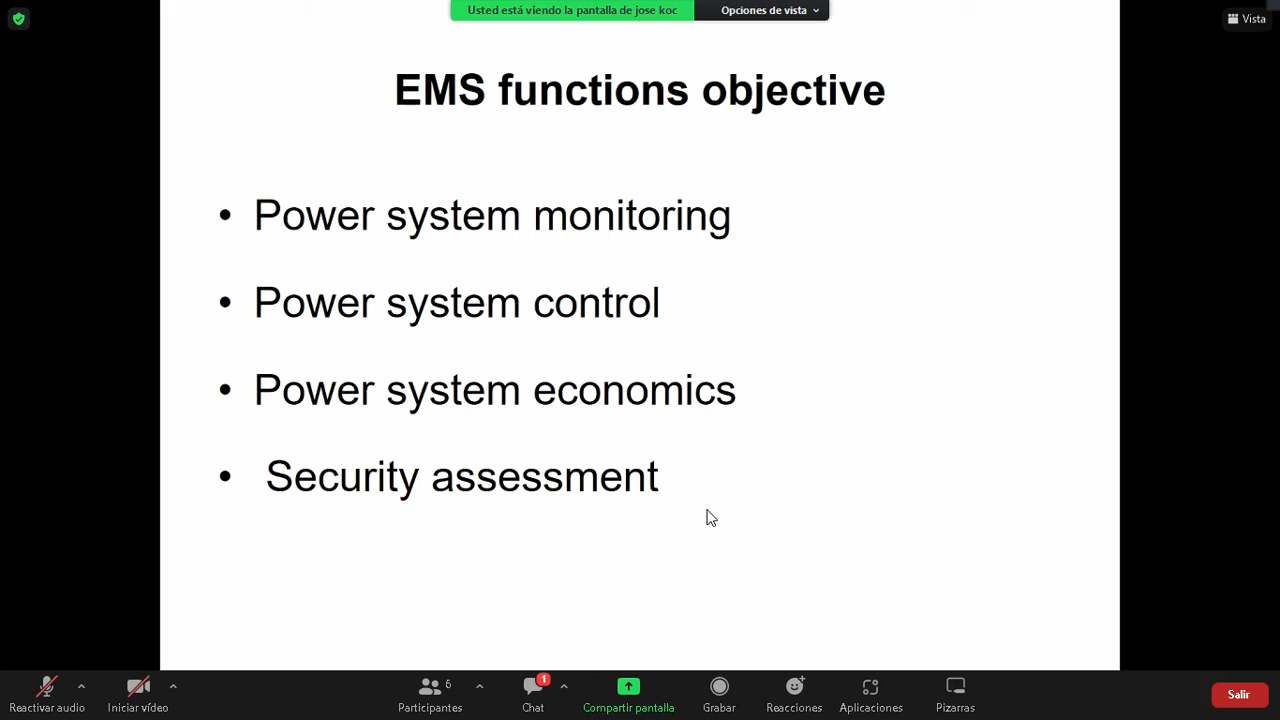 Usted está viendo la pantalla de jose koc Opciones de vista
Vista
EMS functions objective
• Power system monitoring
• Power system control
• Power system economics
• Security assessment
6 1
Reactivar audio Iniciar vídeo Participantes Chat Compartir pantalla Grabar Reacciones Aplicaciones Pizarras Salir